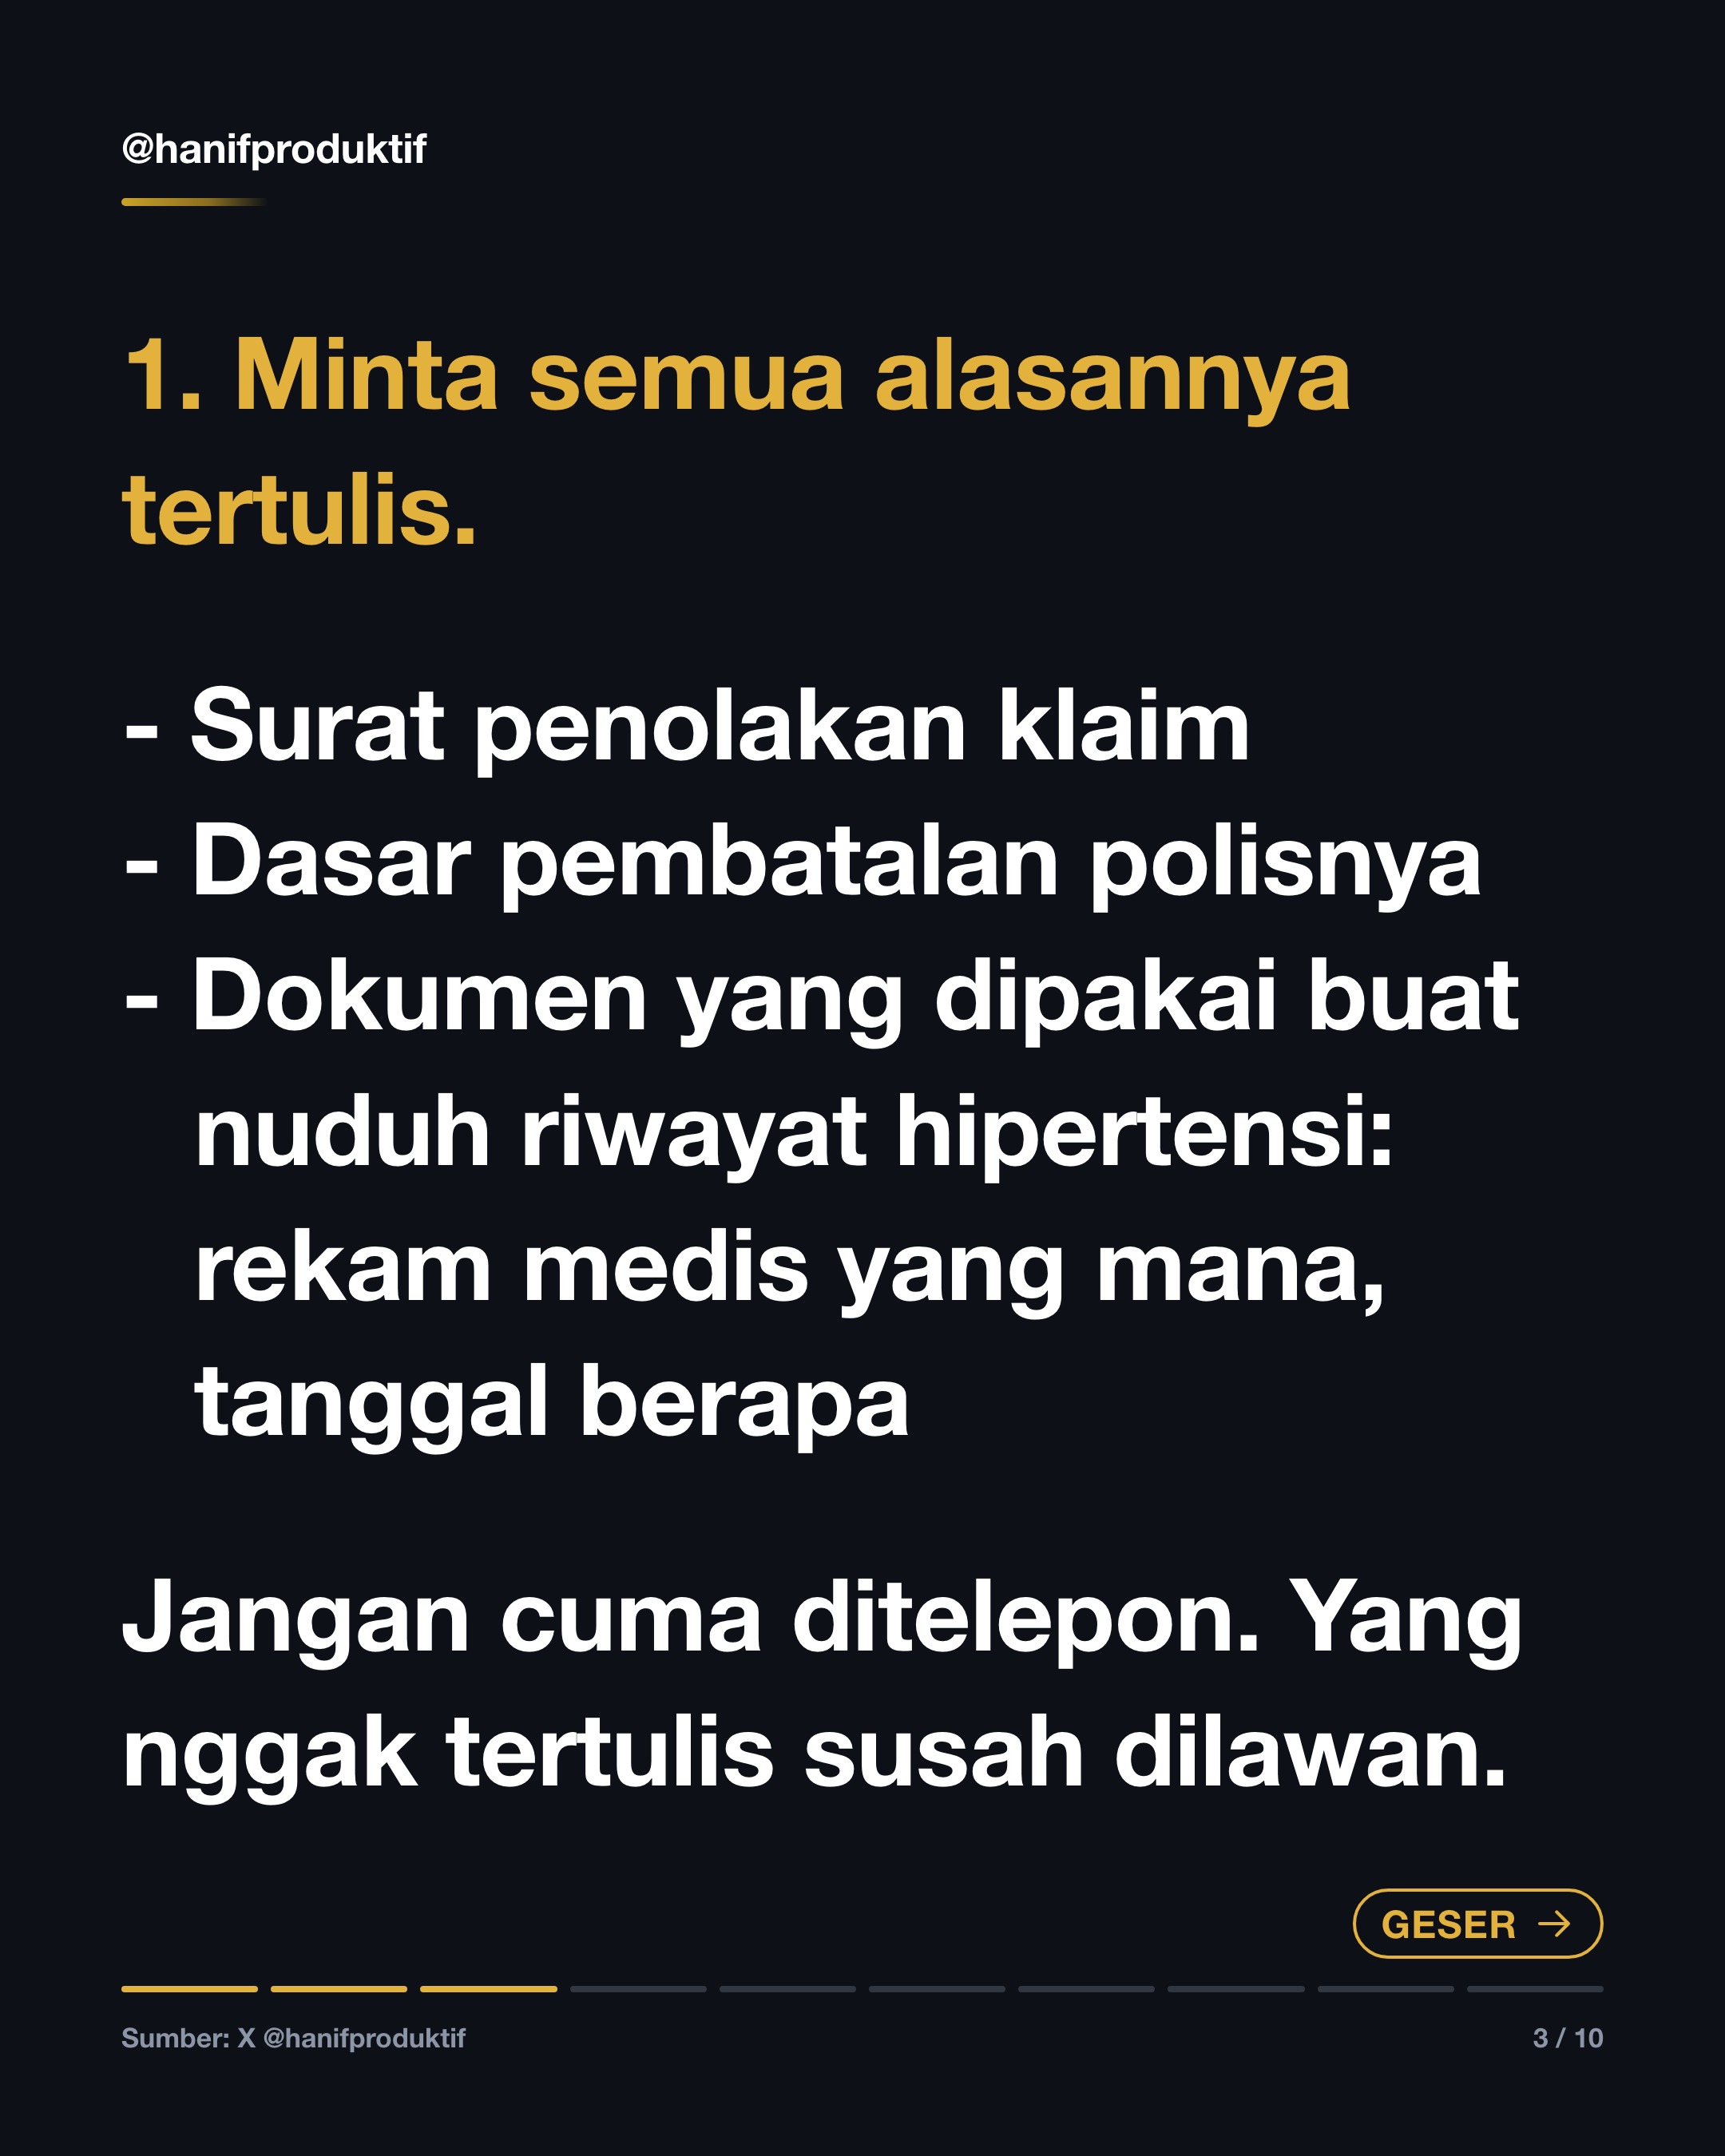 @hanifproduktif
1. Minta semua alasannya
tertulis.
- Surat penolakan klaim
- Dasar pembatalan polisnya
- Dokumen yang dipakai buat
nuduh riwayat hipertensi:
rekam medis yang mana,
tanggal berapa
Jangan cuma ditelepon. Yang
nggak tertulis susah dilawan.
GESER →
Sumber: X @hanifproduktif
3 / 10